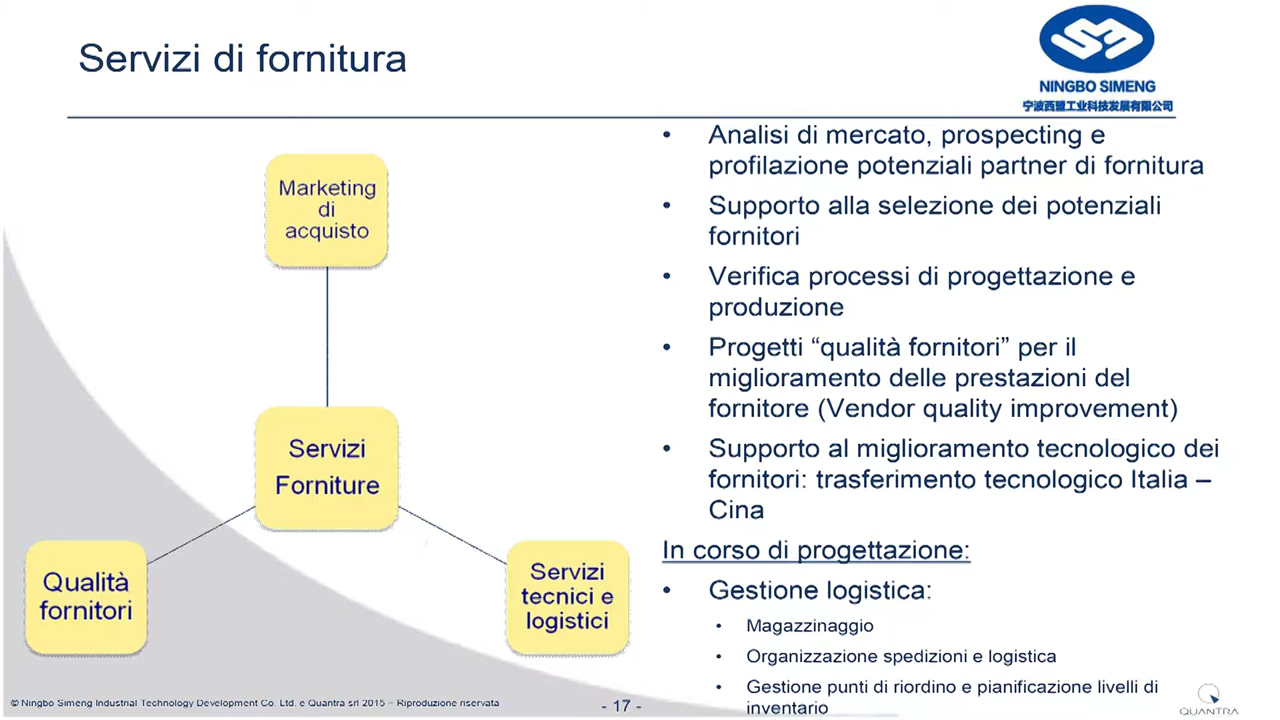 Servizi di fornitura
NINGBO SIMENG
宁波西盟工业科技发展有限公司
Marketing
di
acquisto
Servizi
Forniture
Qualità
fornitori
Servizi
tecnici e
logistici
• Analisi di mercato, prospecting e
profilazione potenziali partner di fornitura
• Supporto alla selezione dei potenziali
fornitori
• Verifica processi di progettazione e
produzione
• Progetti “qualità fornitori” per il
miglioramento delle prestazioni del
fornitore (Vendor quality improvement)
• Supporto al miglioramento tecnologico dei
fornitori: trasferimento tecnologico Italia –
Cina
In corso di progettazione:
• Gestione logistica:
• Magazzinaggio
• Organizzazione spedizioni e logistica
• Gestione punti di riordino e pianificazione livelli di
inventario
© Ningbo Simeng Industrial Technology Development Co. Ltd. e Quantra srl 2015 – Riproduzione riservata
- 17 -
QUANTRA